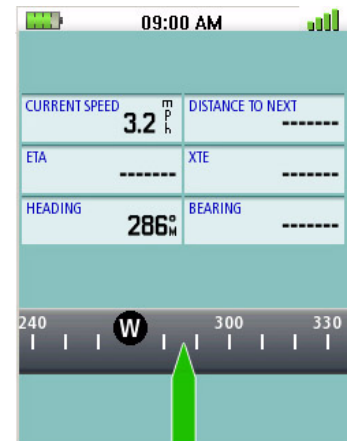 09:00 AM
CURRENT SPEED 3.2 mph
DISTANCE TO NEXT -------
ETA -------
XTE -------
HEADING 286°M
BEARING -------
240 W 300 330